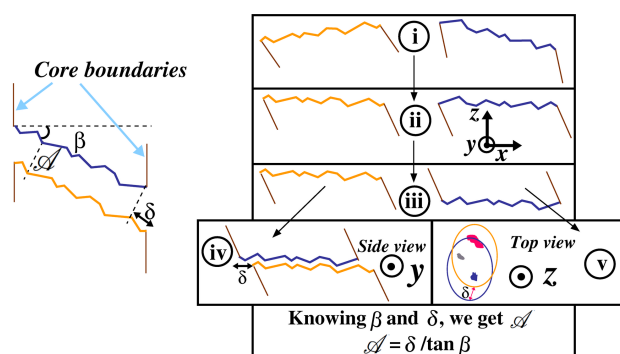 Core boundaries
β
𝒜
δ
i
ii
z
y x
iii
iv
Side view
δ
y
Top view
v
z
δ
Knowing β and δ, we get 𝒜
𝒜 = δ/tan β